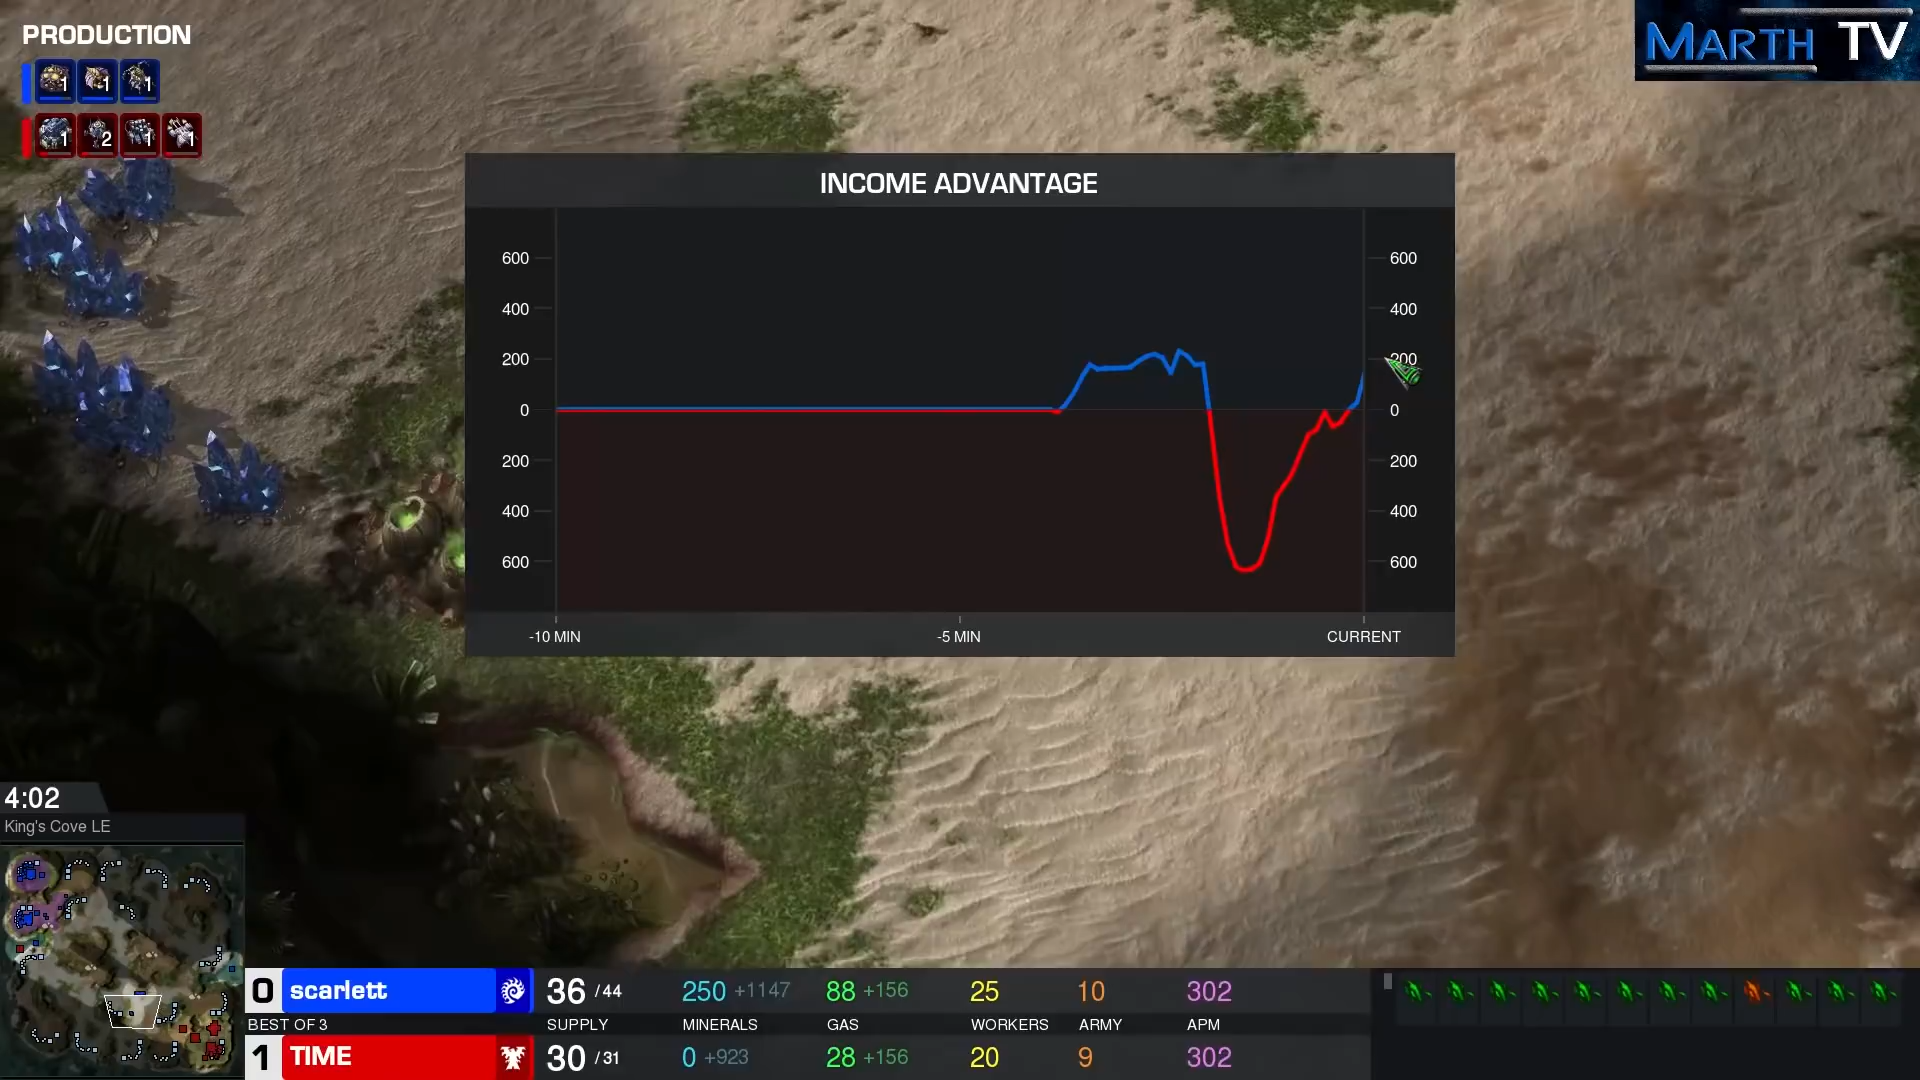 PRODUCTION
1 1 1
1 2 1 1
MARTH TV
INCOME ADVANTAGE
600 600
400 400
200 200
0 0
200 200
400 400
600 600
-10 MIN -5 MIN CURRENT
4:02
King's Cove LE
0 scarlett 36 /44 250 +1147 88 +156 25 10 302
BEST OF 3 SUPPLY MINERALS GAS WORKERS ARMY APM
1 TIME 30 /31 0 +923 28 +156 20 9 302